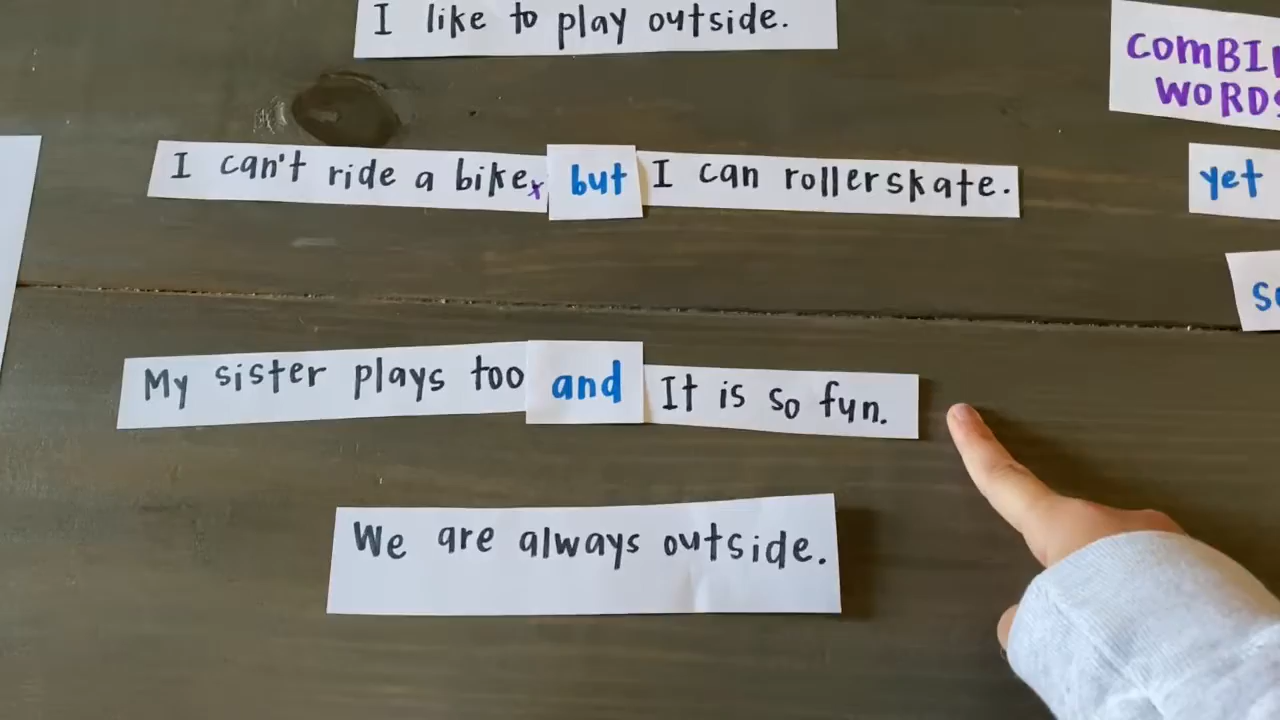 I like to play outside.
COMBI
WORDS
I can't ride a bike, but I can rollerskate.
yet
My sister plays too and It is so fun.
We are always outside.